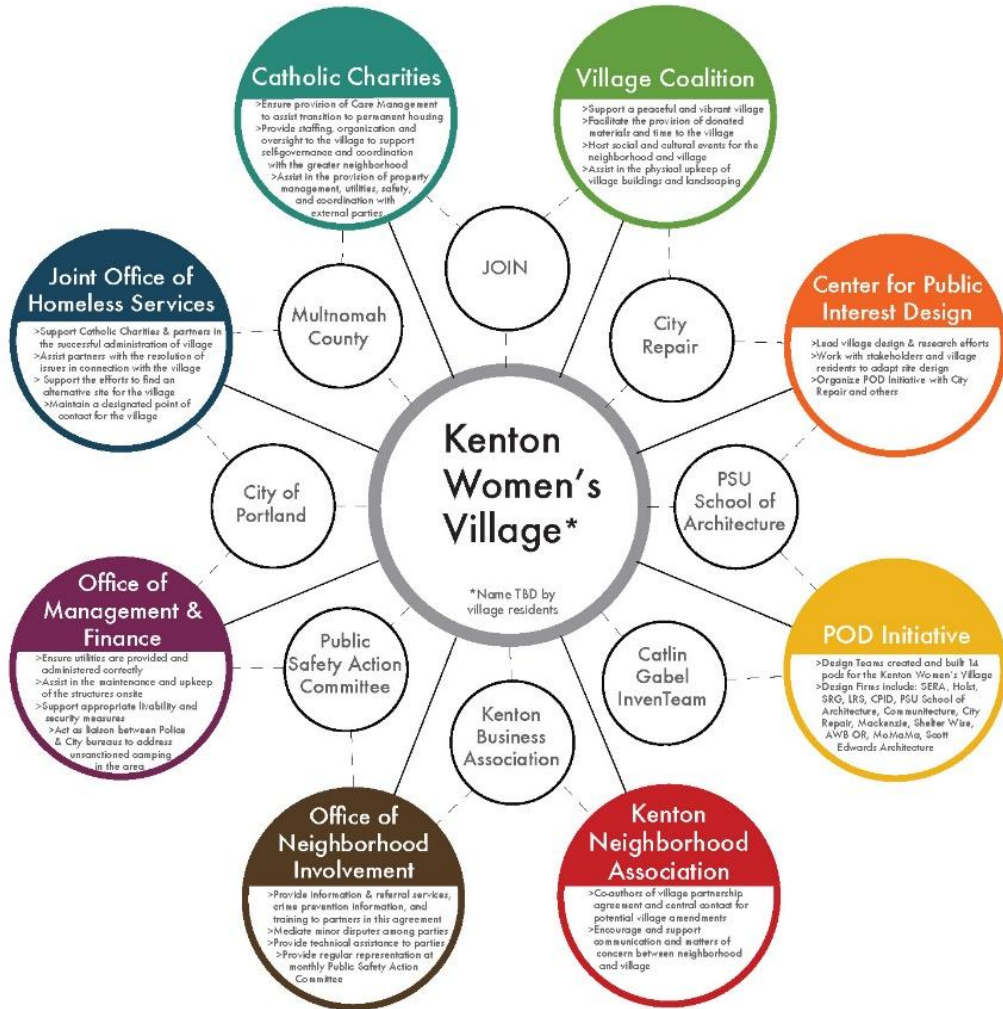 Catholic Charities
>Ensure provision of Case Management
to assist transition to permanent housing
>Provide staffing, organization and
oversight to the village to support
self-governance and coordination
with the greater neighborhood
>Assist in the provision of property
management, utilities, safety,
and coordination with
external parties
Village Coalition
>Support a peaceful and vibrant village
>Facilitate the provision of donated
materials and time to the village
>Host social and cultural events for the
neighborhood and village
>Assist in the physical upkeep of
village buildings and landscaping
JOIN
Multnomah
County
City
Repair
Joint Office of
Homeless Services
>Support Catholic Charities & partners in
the successful administration of village
>Assist partners with the resolution of
issues in connection with the village
> Support the efforts to find an
alternative site for the village
>Maintain a designated point of
contact for the village
Center for Public
Interest Design
>Lead village design & research efforts
>Work with stakeholders and village
residents to adapt site design
>Organize POD Initiative with City
Repair and others
Kenton
Women's
Village*
*Name TBD by
village residents
City of
Portland
PSU
School of
Architecture
Office of
Management &
Finance
>Ensure utilities are provided and
administered correctly
>Assist in the maintenance and upkeep
of the structures onsite
>Support appropriate livability and
security measures
>Act as liaison between Police
& City bureaus to address
unsanctioned camping
in the area
POD Initiative
>Design Teams created and built 14
pods for the Kenton Women's Village
>Design Firms include: SERA, Holst,
SRG, LRS, CPID, PSU School of
Architecture, Communitecture, City
Repair, Mackenzie, Shelter Wise,
AWB OR, MoMaMa, Scott
Edwards Architecture
Public
Safety Action
Committee
Catlin
Gabel
InvenTeam
Kenton
Business
Association
Office of
Neighborhood
Involvement
>Provide information & referral services,
crime prevention information, and
training to partners in this agreement
>Mediate minor disputes among parties
>Provide technical assistance to parties
>Provide regular representation at
monthly Public Safety Action
Committee
Kenton
Neighborhood
Association
>Co-authors of village partnership
agreement and central contact for
potential village amendments
>Encourage and support
communication and matters of
concern between neighborhood
and village